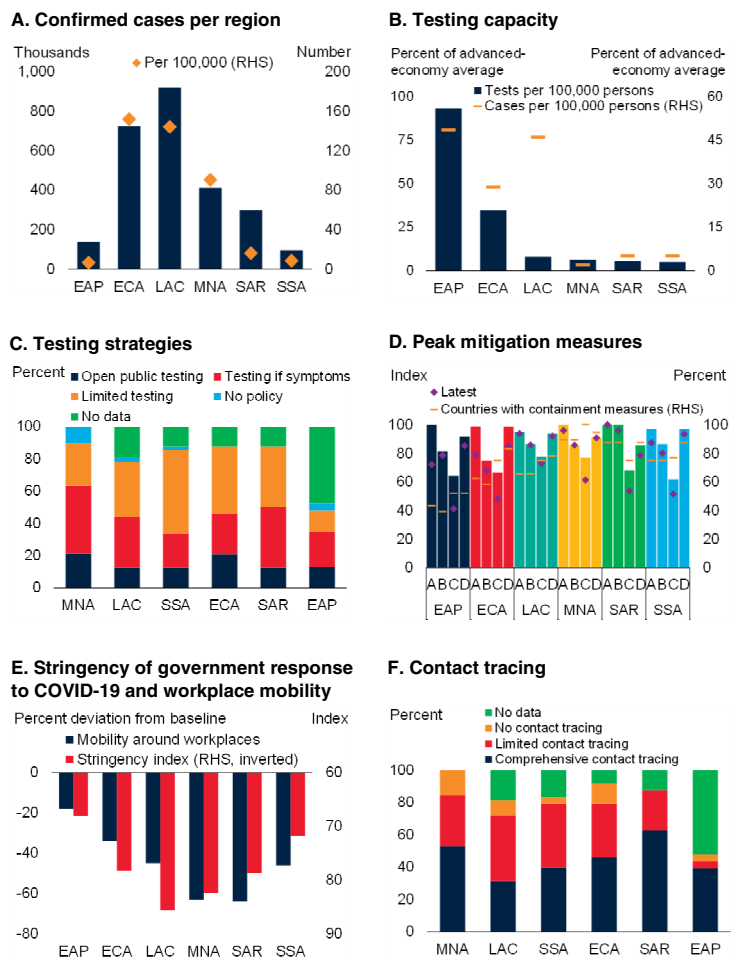 A. Confirmed cases per region
Thousands
Number
Per 100,000 (RHS)
1,000
800
600
400
200
0
200
160
120
80
40
0
EAP ECA LAC MNA SAR SSA
B. Testing capacity
Percent of advanced-
economy average
Percent of advanced-
economy average
Tests per 100,000 persons
Cases per 100,000 persons (RHS)
100
75
50
25
0
60
45
30
15
0
EAP ECA LAC MNA SAR SSA
C. Testing strategies
Percent
Open public testing
Testing if symptoms
Limited testing
No policy
No data
100
80
60
40
20
0
MNA LAC SSA ECA SAR EAP
D. Peak mitigation measures
Index
Percent
Latest
Countries with containment measures (RHS)
100
80
60
40
20
0
100
80
60
40
20
0
ABCD ABCD ABCD ABCD ABCD ABCD
EAP ECA LAC MNA SAR SSA
E. Stringency of government response
to COVID-19 and workplace mobility
Percent deviation from baseline
Index
Mobility around workplaces
Stringency index (RHS, inverted)
0
-20
-40
-60
-80
60
70
80
90
EAP ECA LAC MNA SAR SSA
F. Contact tracing
Percent
No data
No contact tracing
Limited contact tracing
Comprehensive contact tracing
100
80
60
40
20
0
MNA LAC SSA ECA SAR EAP